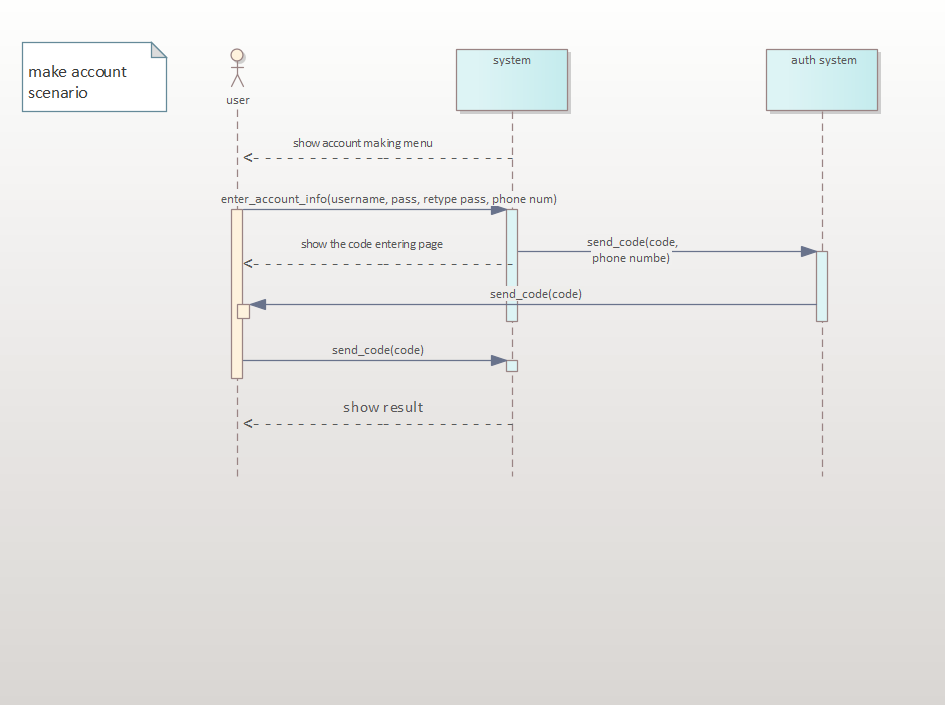 make account
scenario
system
auth system
user
show account making menu
enter_account_info(username, pass, retype pass, phone num)
show the code entering page
send_code(code,
phone numbe)
send_code(code)
send_code(code)
show result